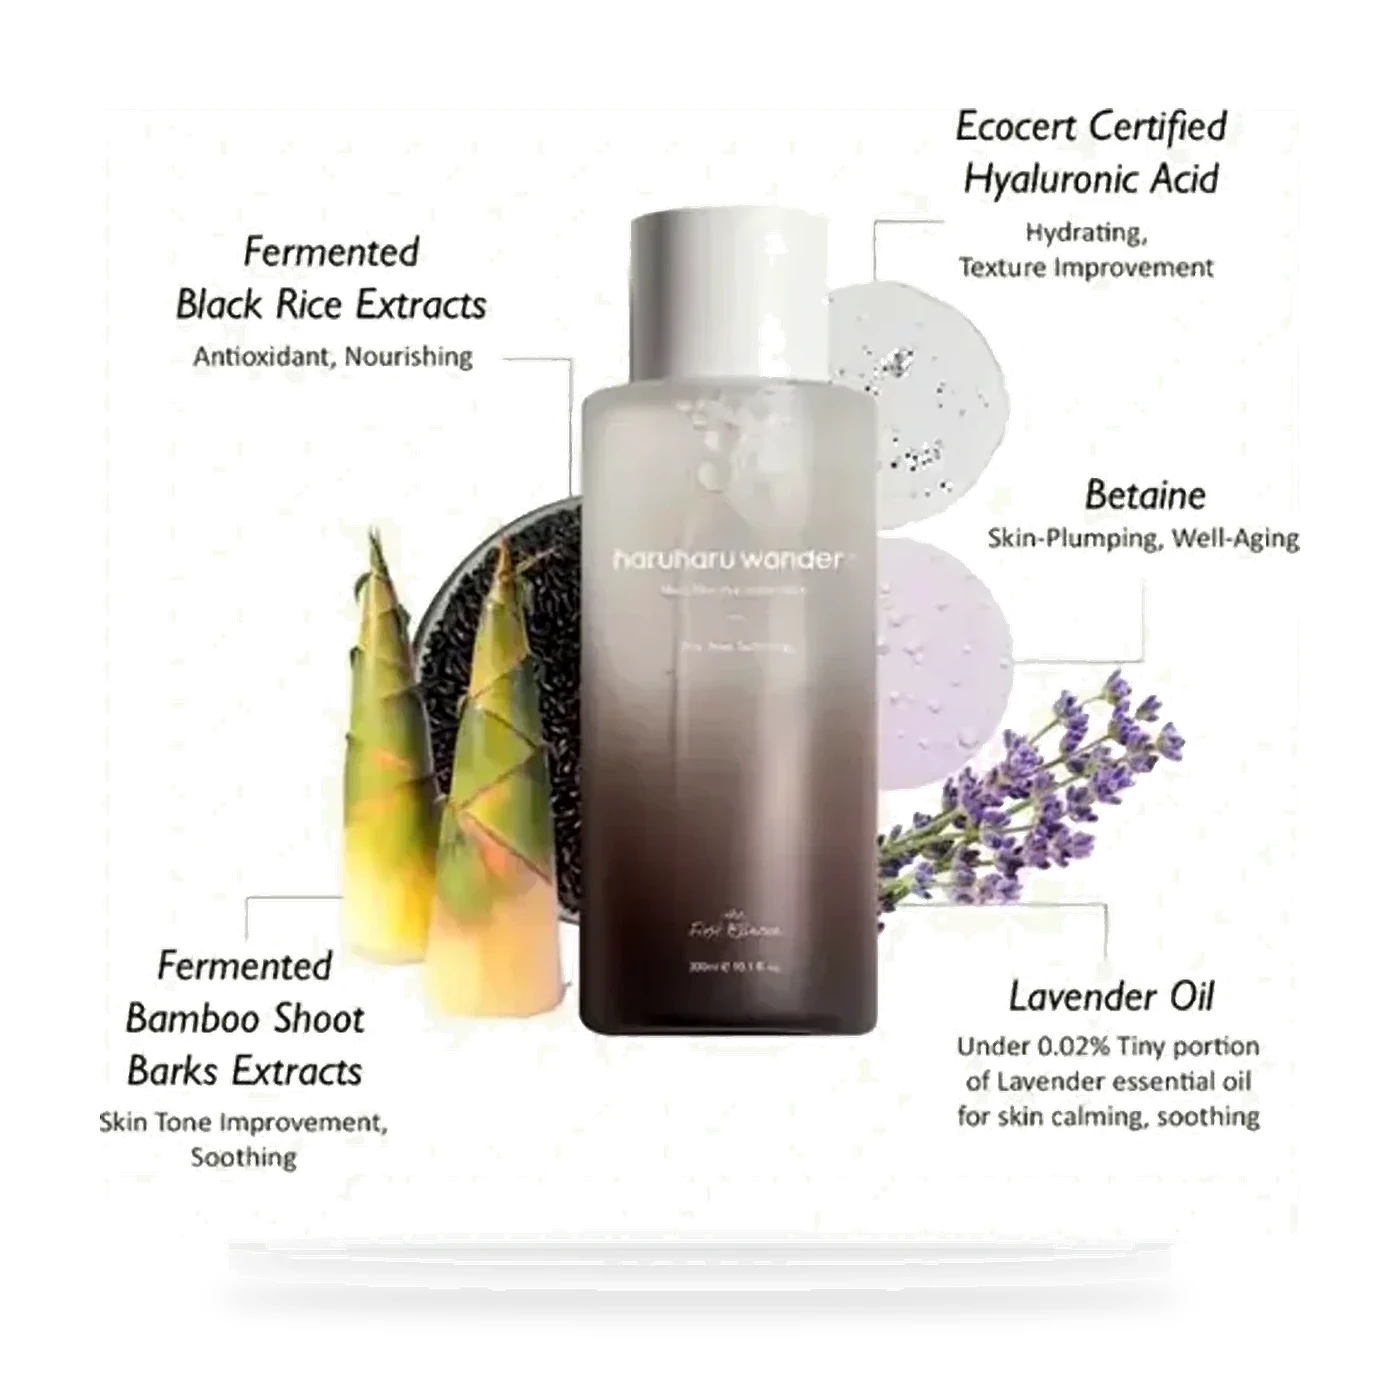 Ecocert Certified
Hyaluronic Acid
Hydrating,
Texture Improvement
Fermented
Black Rice Extracts
Antioxidant, Nourishing
Betaine
Skin-Plumping, Well-Aging
haruharu wonder
First Essence
Fermented
Bamboo Shoot
Barks Extracts
Skin Tone Improvement,
Soothing
Lavender Oil
Under 0.02% Tiny portion
of Lavender essential oil
for skin calming, soothing